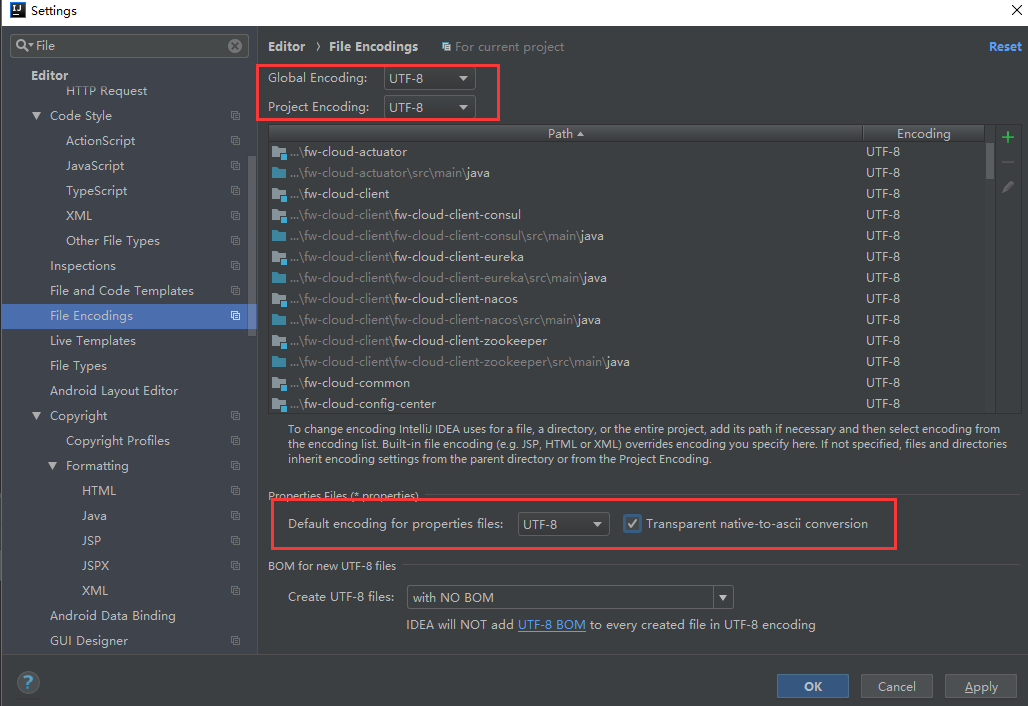 Settings
File
Editor
HTTP Request
Code Style
ActionScript
JavaScript
TypeScript
XML
Other File Types
Inspections
File and Code Templates
File Encodings
Live Templates
File Types
Android Layout Editor
Copyright
Copyright Profiles
Formatting
HTML
Java
JSP
JSPX
XML
Android Data Binding
GUI Designer
Editor › File Encodings For current project Reset
Global Encoding: UTF-8
Project Encoding: UTF-8
Path Encoding
...\fw-cloud-actuator UTF-8
...\fw-cloud-actuator\src\main\java UTF-8
...\fw-cloud-client UTF-8
...\fw-cloud-client\fw-cloud-client-consul UTF-8
...\fw-cloud-client\fw-cloud-client-consul\src\main\java UTF-8
...\fw-cloud-client\fw-cloud-client-eureka UTF-8
...\fw-cloud-client\fw-cloud-client-eureka\src\main\java UTF-8
...\fw-cloud-client\fw-cloud-client-nacos UTF-8
...\fw-cloud-client\fw-cloud-client-nacos\src\main\java UTF-8
...\fw-cloud-client\fw-cloud-client-zookeeper UTF-8
...\fw-cloud-client\fw-cloud-client-zookeeper\src\main\java UTF-8
...\fw-cloud-common UTF-8
...\fw-cloud-config-center UTF-8
To change encoding IntelliJ IDEA uses for a file, a directory, or the entire project, add its path if necessary and then select encoding from
the encoding list. Built-in file encoding (e.g. JSP, HTML or XML) overrides encoding you specify here. If not specified, files and directories
inherit encoding settings from the parent directory or from the Project Encoding.
Properties Files (*.properties)
Default encoding for properties files: UTF-8 Transparent native-to-ascii conversion
BOM for new UTF-8 files
Create UTF-8 files: with NO BOM
IDEA will NOT add UTF-8 BOM to every created file in UTF-8 encoding
? OK Cancel Apply